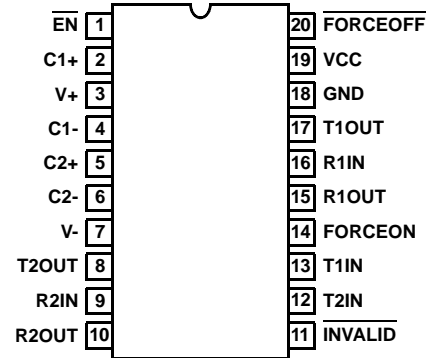 EN 1 20 FORCEOFF
C1+ 2 19 VCC
V+ 3 18 GND
C1- 4 17 T1OUT
C2+ 5 16 R1IN
C2- 6 15 R1OUT
V- 7 14 FORCEON
T2OUT 8 13 T1IN
R2IN 9 12 T2IN
R2OUT 10 11 INVALID